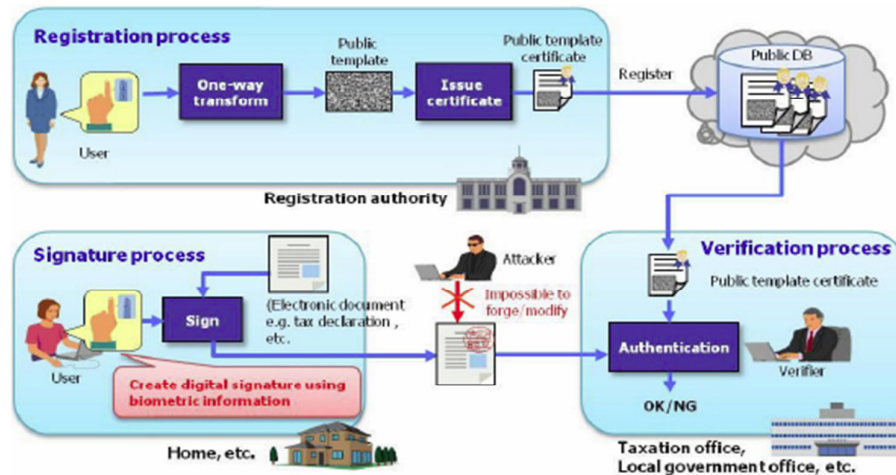 Registration process
Public
template
Public template
certificate
One-way
transform
Issue
certificate
Register
Public DB
User
Registration authority
Signature process
Attacker
Verification process
Impossible to
forge/modify
Public template certificate
(Electronic document
e.g. tax declaration ,
etc.
Sign
Authentication
User
Verifier
Create digital signature using
biometric information
OK/NG
Home, etc.
Taxation office,
Local government office, etc.